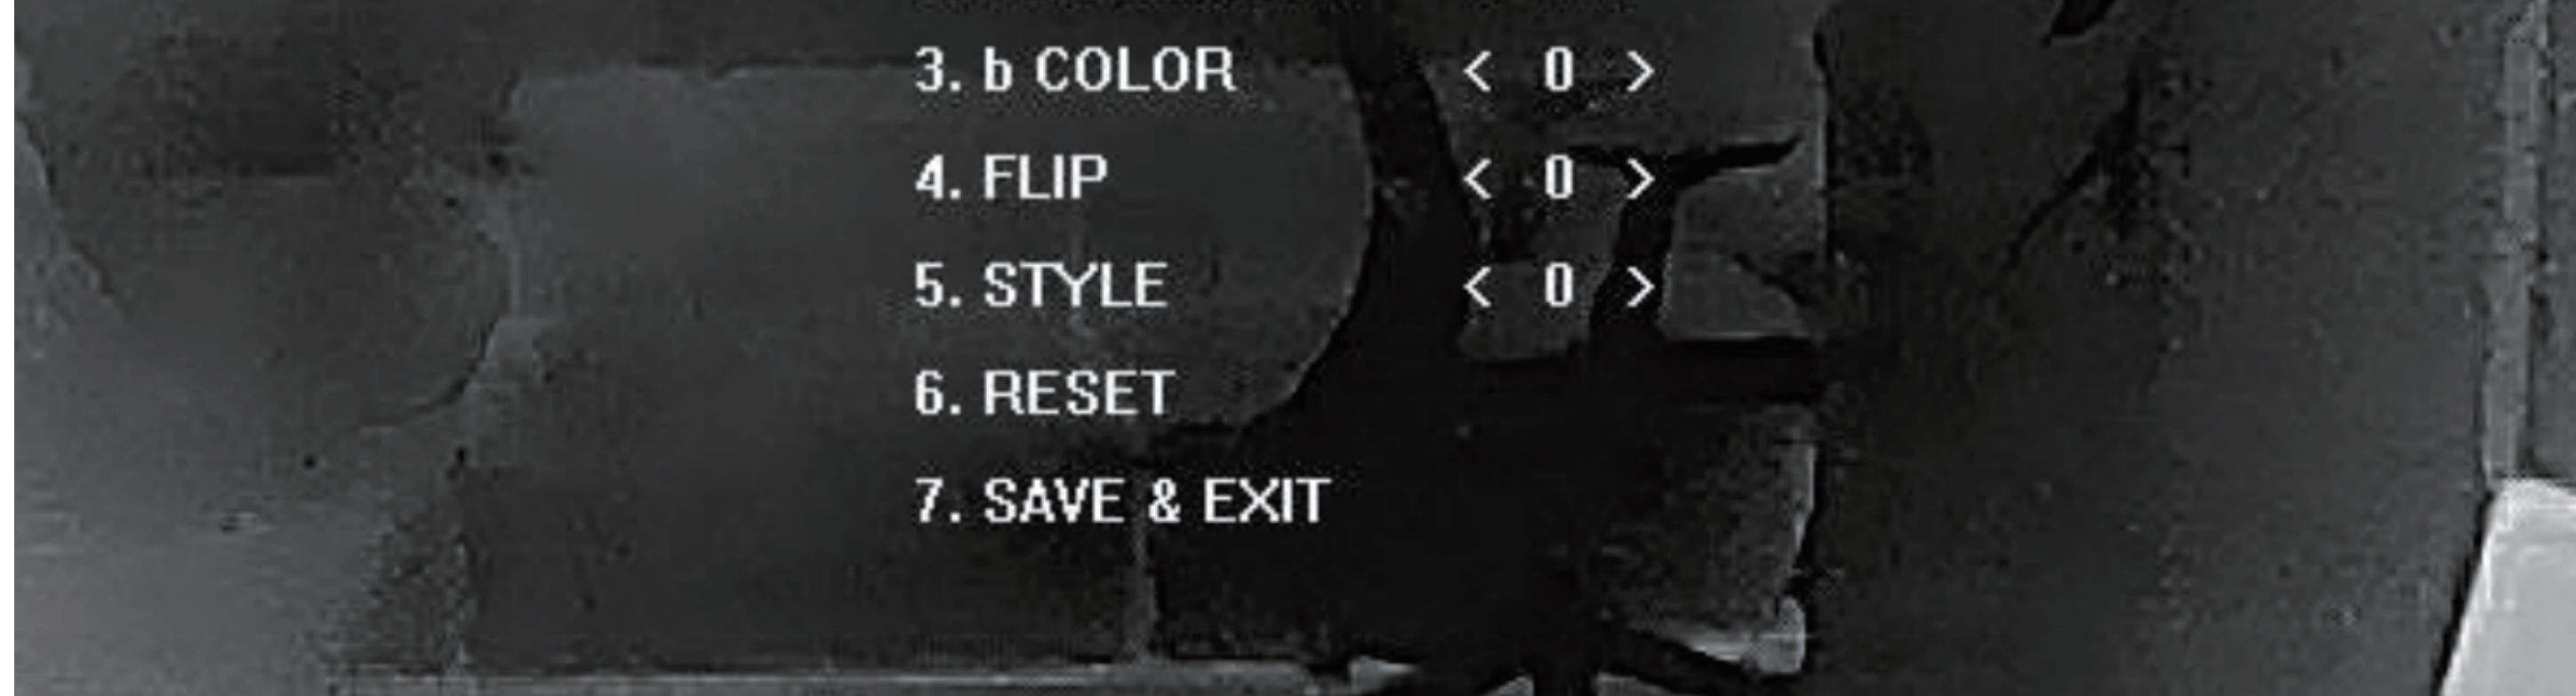 3. b COLOR < 0 >
4. FLIP < 0 >
5. STYLE < 0 >
6. RESET
7. SAVE & EXIT